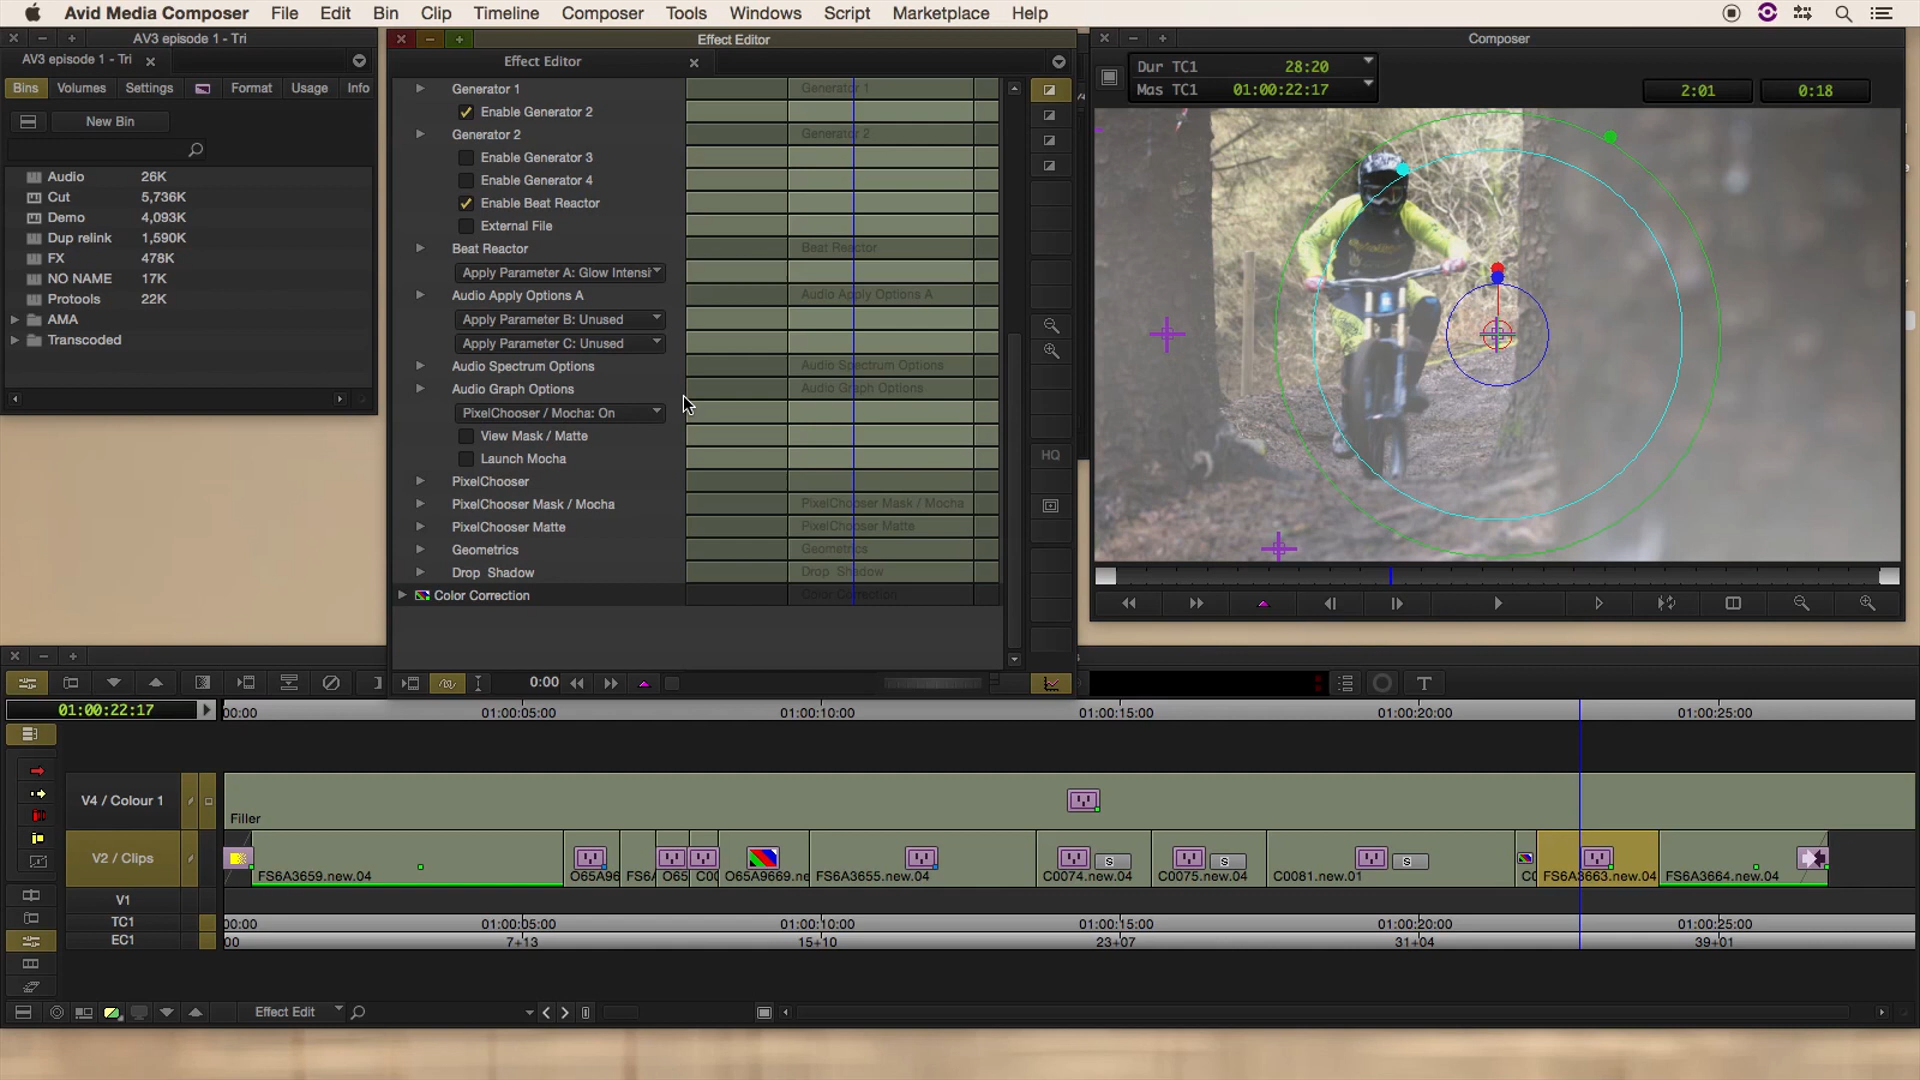 Avid Media Composer File Edit Bin Clip Timeline Composer Tools Windows Script Marketplace Help
AV3 episode 1 - Tri
AV3 episode 1 - Tri
Bins Volumes Settings Format Usage Info
New Bin
Audio 26K
Cut 5,736K
Demo 4,093K
Dup relink 1,590K
FX 478K
NO NAME 17K
Protools 22K
AMA
Transcoded
Effect Editor
Effect Editor
Generator 1 Generator 1
Enable Generator 2
Generator 2 Generator 2
Enable Generator 3
Enable Generator 4
Enable Beat Reactor
External File
Beat Reactor Beat Reactor
Apply Parameter A: Glow Intensi
Audio Apply Options A Audio Apply Options A
Apply Parameter B: Unused
Apply Parameter C: Unused
Audio Spectrum Options Audio Spectrum Options
Audio Graph Options Audio Graph Options
PixelChooser / Mocha: On
View Mask / Matte
Launch Mocha
PixelChooser
PixelChooser Mask / Mocha PixelChooser Mask / Mocha
PixelChooser Matte PixelChooser Matte
Geometrics Geometrics
Drop Shadow Drop Shadow
Color Correction Color Correction
HQ
0:00
Composer
Dur TC1 28:20
Mas TC1 01:00:22:17
2:01 0:18
T
01:00:22:17
00:00 01:00:05:00 01:00:10:00 01:00:15:00 01:00:20:00 01:00:25:00
V4 / Colour 1
Filler
V2 / Clips
S S S
FS6A3659.new.04 O65A96 FS6A O65 C00 O65A9669.ne FS6A3655.new.04 C0074.new.04 C0075.new.04 C0081.new.01 C0 FS6A3663.new.04 FS6A3664.new.04
V1
TC1 00:00 01:00:05:00 01:00:10:00 01:00:15:00 01:00:20:00 01:00:25:00
EC1 00 7+13 15+10 23+07 31+04 39+01
Effect Edit